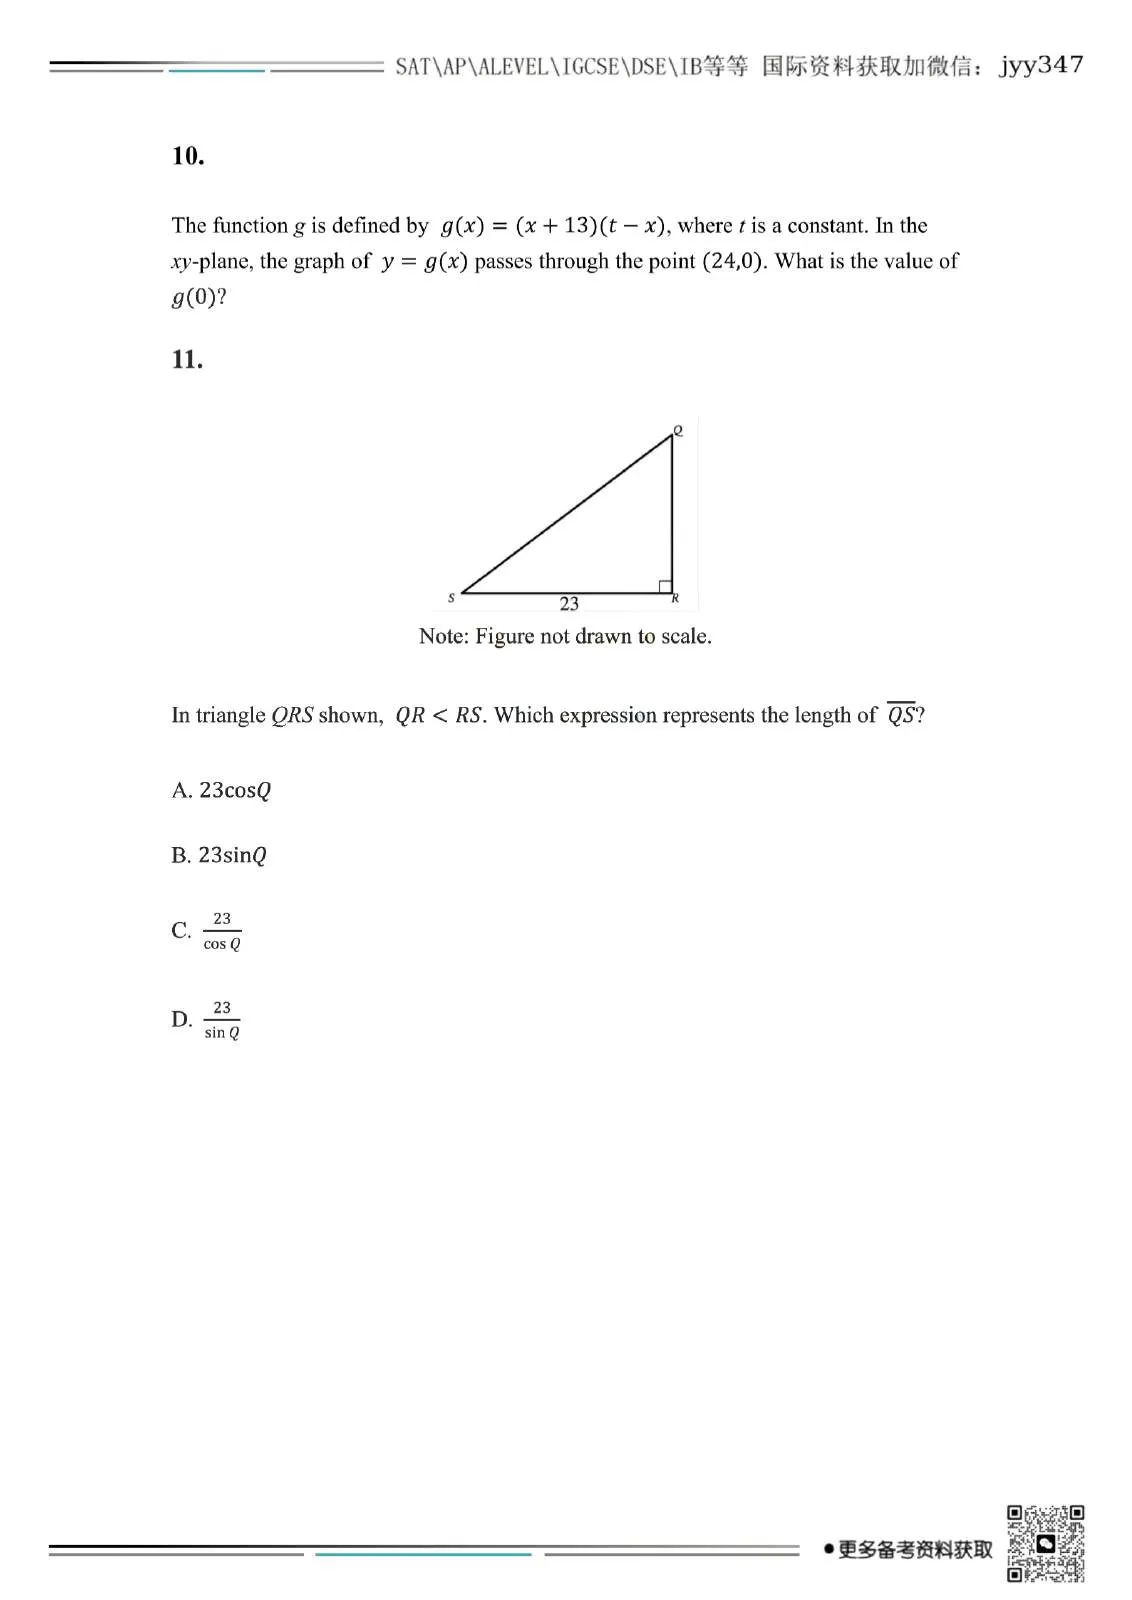 SAT\AP\ALEVEL\IGCSE\DSE\IB等等 国际资料获取加微信: jyy347
10.
The function g is defined by g(x) = (x + 13)(t − x), where t is a constant. In the
xy-plane, the graph of y = g(x) passes through the point (24,0). What is the value of
g(0)?
11.
Q
S
R
23
Note: Figure not drawn to scale.
In triangle QRS shown, QR < RS. Which expression represents the length of Q̅S̅?
A. 23cosQ
B. 23sinQ
C. 23/cos Q
D. 23/sin Q
●更多备考资料获取